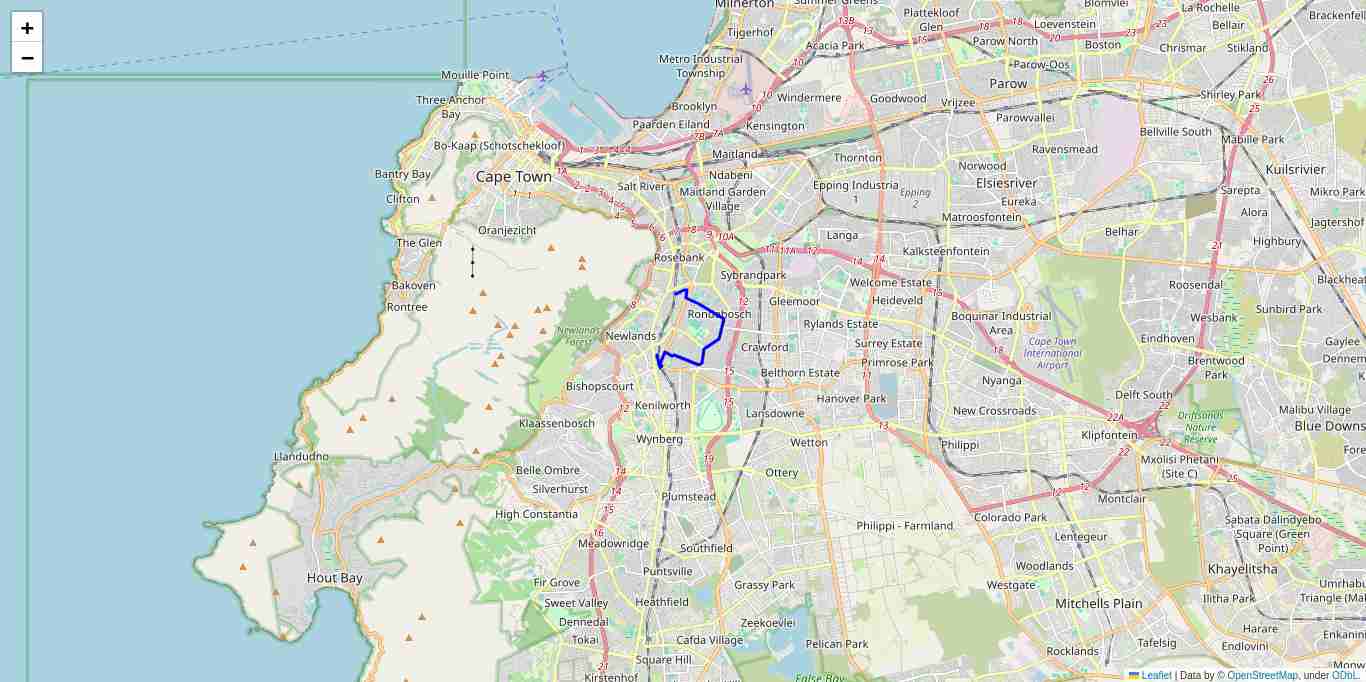 +
−
Milnerton
Summer Greens
La Rochelle
Blomvlei
Brackenfell
Plattekloof
Glen
Loevenstein
Bellair
Tijgerhof
13B
Acacia Park
Parow North
Boston
Chrismar
Stikland
Metro Industrial
Township
Parow-Oos
Mouille Point
Parow
Shirley Park
Three Anchor
Bay
Brooklyn
Windermere
Goodwood
Vrijzee
Paarden Eiland
Kensington
Parowvallei
Bellville South
Mabille Park
Bo-Kaap (Schotschekloof)
Maitland
Thornton
Ravensmead
Norwood
Kuilsrivier
Bantry Bay
Cape Town
Salt River
Ndabeni
Maitland Garden
Village
Epping Industria
1
Epping
2
Elsiesriver
Sarepta
Mikro Park
Clifton
Eureka
Matroosfontein
Alora
Jagtershof
Oranjezicht
Langa
Belhar
Highbury
The Glen
Rosebank
Kalksteenfontein
Bakoven
Sybrandpark
Welcome Estate
Roosendal
Blackheath
Rontree
Gleemoor
Heideveld
Sunbird Park
Rondebosch
Boquinar Industrial
Area
Wesbank
Newlands
Forest
Newlands
Rylands Estate
Surrey Estate
Cape Town
International
Airport
Eindhoven
Gaylee
Crawford
Primrose Park
Brentwood
Park
Bishopscourt
Belthorn Estate
Nyanga
Delft South
Hanover Park
Kenilworth
Lansdowne
New Crossroads
Malibu Village
Driftsands
Nature
Reserve
Blue Downs
Klaassenbosch
Wynberg
Wetton
Philippi
Klipfontein
Llandudno
Mxolisi Phetani
(Site C)
Belle Ombre
Ottery
Silverhurst
Plumstead
Montclair
High Constantia
Philippi - Farmland
Colorado Park
Sabata Dalindyebo
Square (Green
Point)
Meadowridge
Southfield
Lentegeur
Hout Bay
Puntsville
Woodlands
Khayelitsha
Fir Grove
Grassy Park
Westgate
Sweet Valley
Heathfield
Mitchells Plain
Ilitha Park
Dennedal
Zeekoevlei
Harare
Tokai
Cafda Village
Pelican Park
Tafelsig
Endlovini
Square Hill
Rocklands
Kirstenhof
False Bay
Leaflet | Data by © OpenStreetMap, under ODbL.